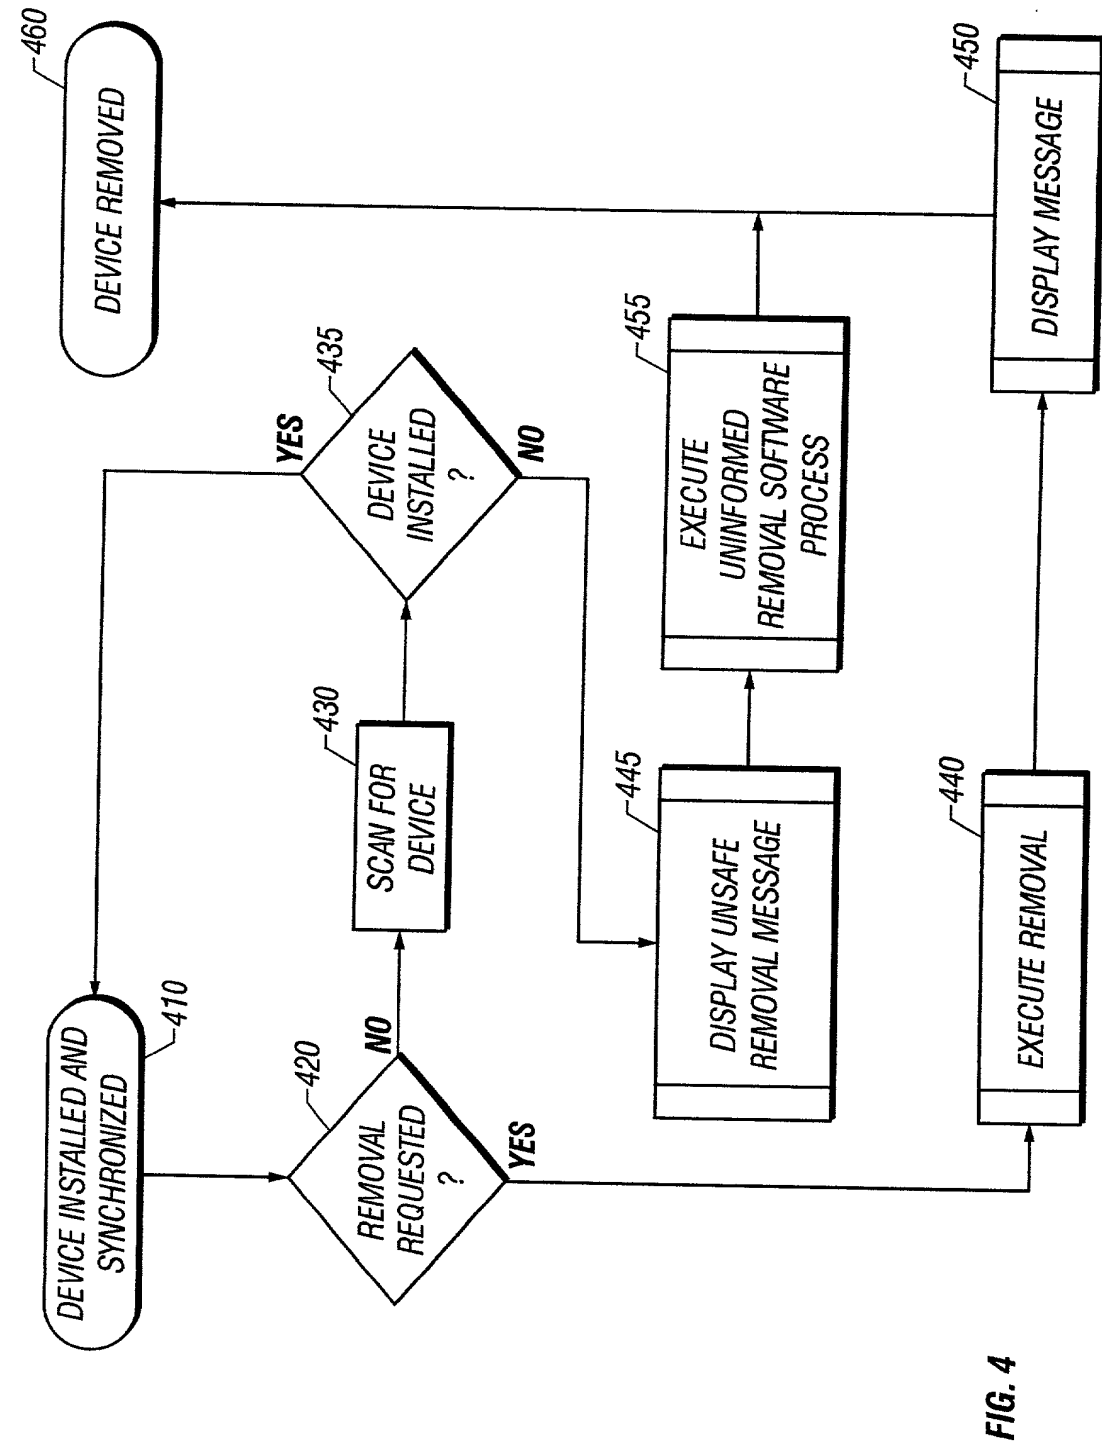 DEVICE INSTALLED AND
SYNCHRONIZED
410
REMOVAL
REQUESTED
?
420
NO
YES
SCAN FOR
DEVICE
430
DEVICE
INSTALLED
?
435
YES
NO
DISPLAY UNSAFE
REMOVAL MESSAGE
445
EXECUTE
UNINFORMED
REMOVAL SOFTWARE
PROCESS
455
EXECUTE REMOVAL
440
DISPLAY MESSAGE
450
DEVICE REMOVED
460
FIG. 4